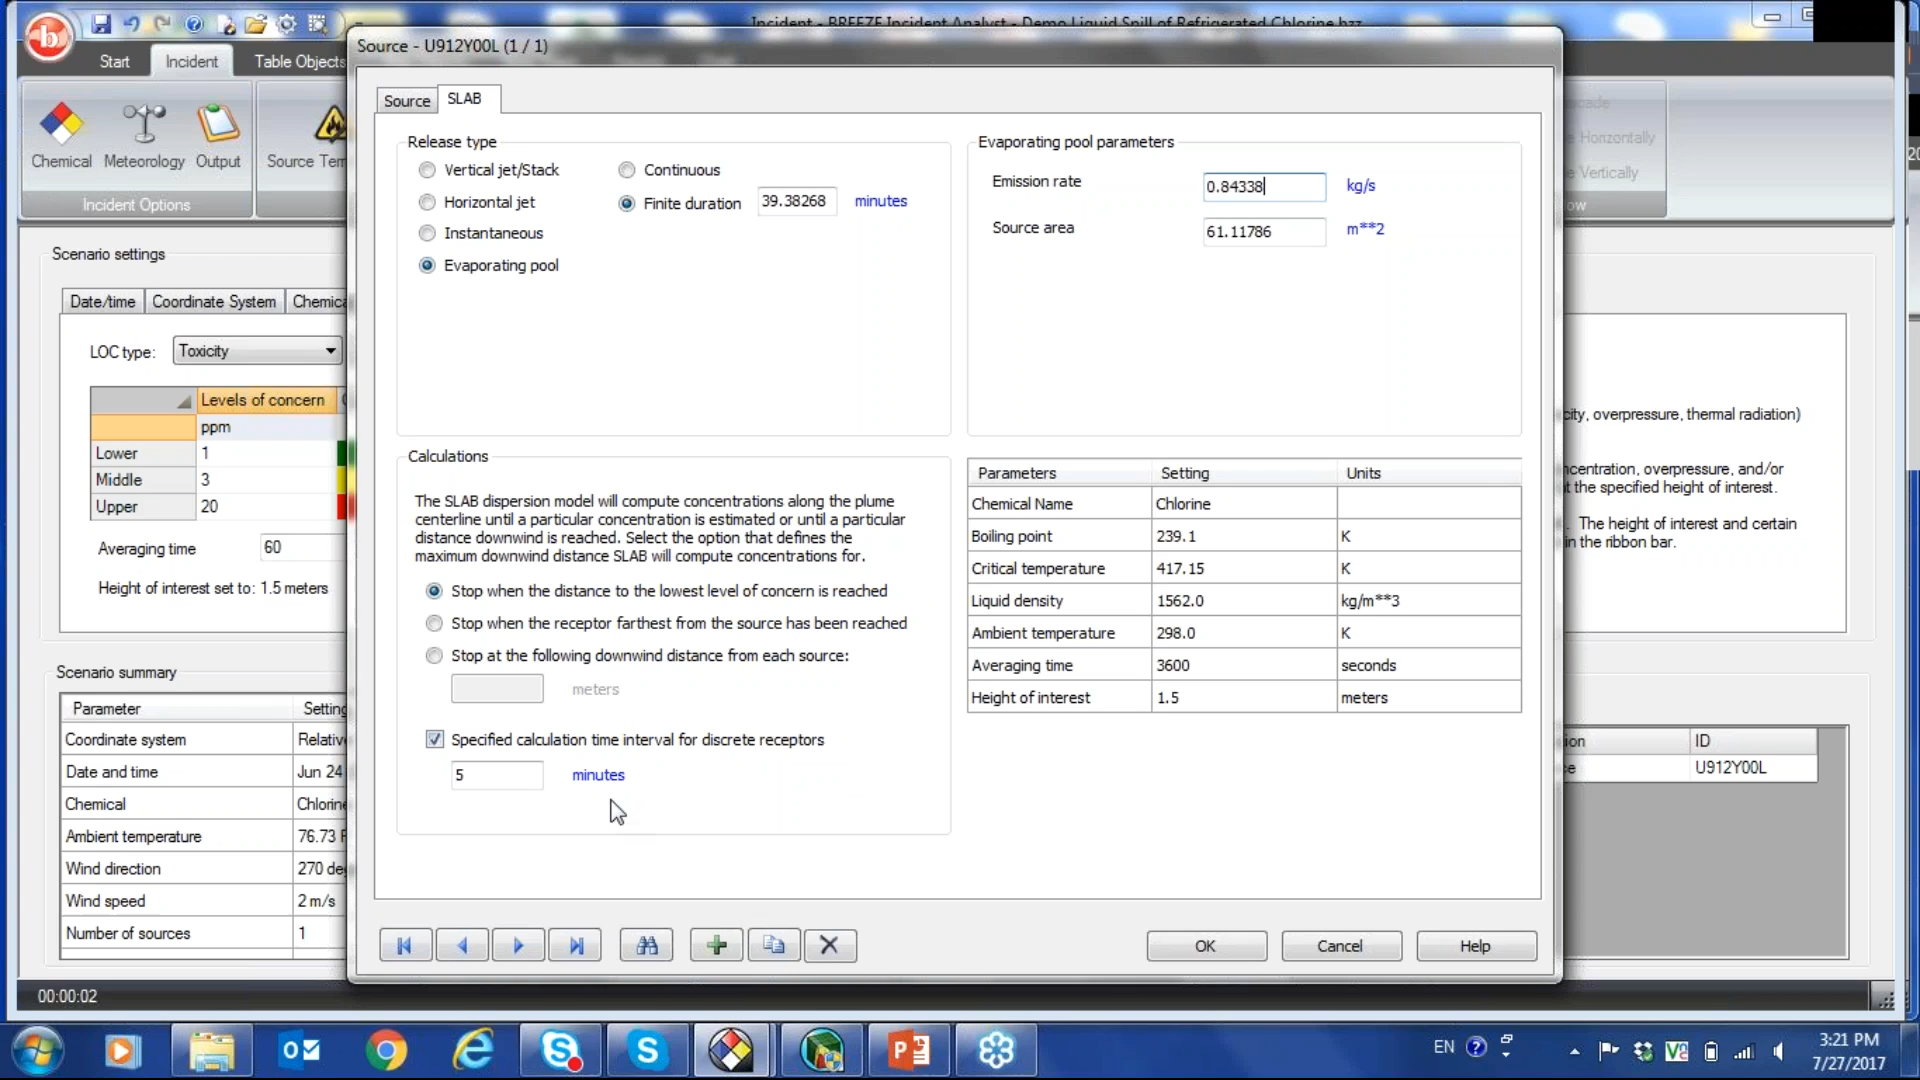 Incident - BREEZE Incident Analyst - Demo Liquid Spill of Refrigerated Chlorine.bzz
b
Source - U912Y00L (1 / 1)
Start
Incident
Table Objects
Chemical
Meteorology
Output
Incident Options
Horizontally
Vertically
Source
SLAB
Release type
Vertical jet/Stack
Horizontal jet
Instantaneous
Evaporating pool
Continuous
Finite duration
39.38268
minutes
Evaporating pool parameters
Emission rate
0.84338
kg/s
Source area
61.11786
m**2
Scenario settings
Date/time
Coordinate System
LOC type:
Toxicity
Levels of concern
ppm
Lower 1
Middle 3
Upper 20
Averaging time
60
Height of interest set to: 1.5 meters
Calculations
The SLAB dispersion model will compute concentrations along the plume
centerline until a particular concentration is estimated or until a particular
distance downwind is reached. Select the option that defines the
maximum downwind distance SLAB will compute concentrations for.
Stop when the distance to the lowest level of concern is reached
Stop when the receptor farthest from the source has been reached
Stop at the following downwind distance from each source:
meters
Specified calculation time interval for discrete receptors
5
minutes
Parameters Setting Units
Chemical Name Chlorine
Boiling point 239.1 K
Critical temperature 417.15 K
Liquid density 1562.0 kg/m**3
Ambient temperature 298.0 K
Averaging time 3600 seconds
Height of interest 1.5 meters
overpressure, thermal radiation)
overpressure, and/or
the specified height of interest.
The height of interest and certain
in the ribbon bar.
Scenario summary
Parameter
Coordinate system
Date and time Jun 24
Chemical
Ambient temperature 76.73
Wind direction 270
Wind speed 2 m/s
Number of sources 1
ID
U912Y00L
OK
Cancel
Help
00:00:02
EN
3:21 PM
7/27/2017